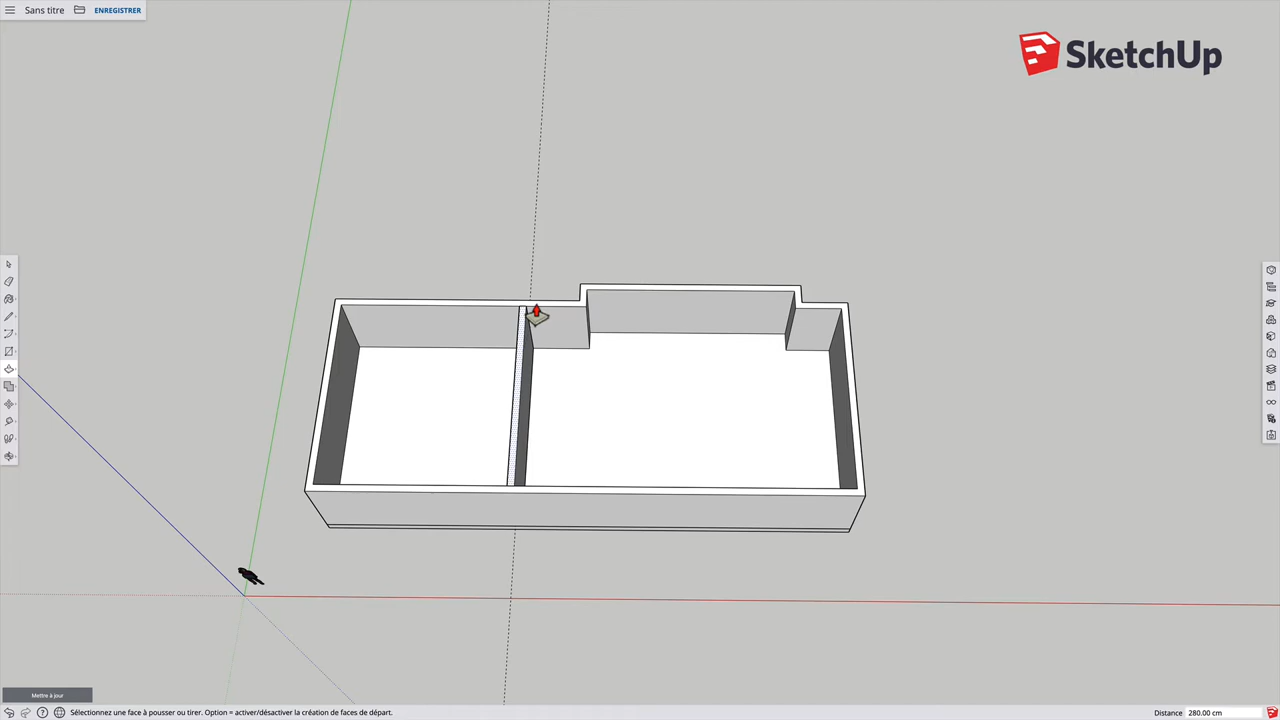 Sans titre
ENREGISTRER
SketchUp
Mettre à jour
Sélectionnez une face à pousser ou tirer. Option = activer/désactiver la création de faces de départ.
Distance
280.00 cm